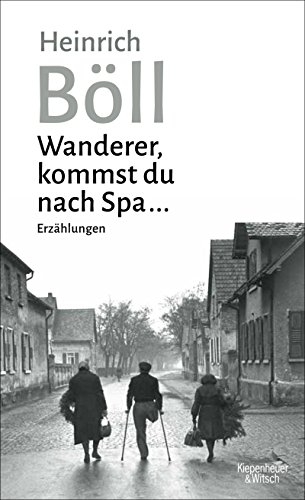 Heinrich
Böll
Wanderer,
kommst du
nach Spa...
Erzählungen
Kiepenheuer
&Witsch